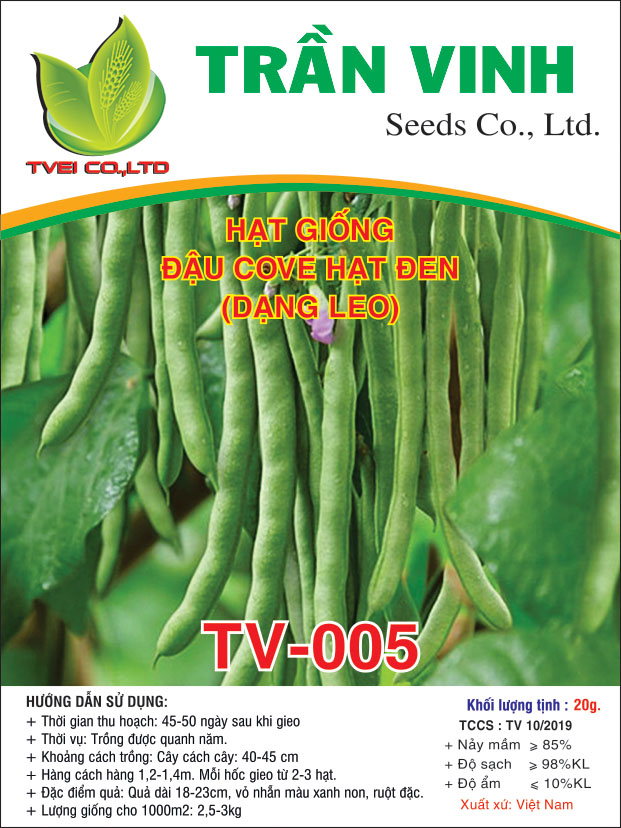 TRẦN VINH
Seeds Co., Ltd.
TVEI CO.,LTD
HẠT GIỐNG
ĐẬU COVE HẠT ĐEN
(DẠNG LEO)
TV-005
HƯỚNG DẪN SỬ DỤNG:
+ Thời gian thu hoạch: 45-50 ngày sau khi gieo
+ Thời vụ: Trồng được quanh năm.
+ Khoảng cách trồng: Cây cách cây: 40-45 cm
+ Hàng cách hàng 1,2-1,4m. Mỗi hốc gieo từ 2-3 hạt.
+ Đặc điểm quả: Quả dài 18-23cm, vỏ nhẵn màu xanh non, ruột đặc.
+ Lượng giống cho 1000m2: 2,5-3kg
Khối lượng tịnh : 20g.
TCCS : TV 10/2019
+ Nảy mầm ⩾ 85%
+ Độ sạch ⩾ 98%KL
+ Độ ẩm ⩽ 10%KL
Xuất xứ: Việt Nam